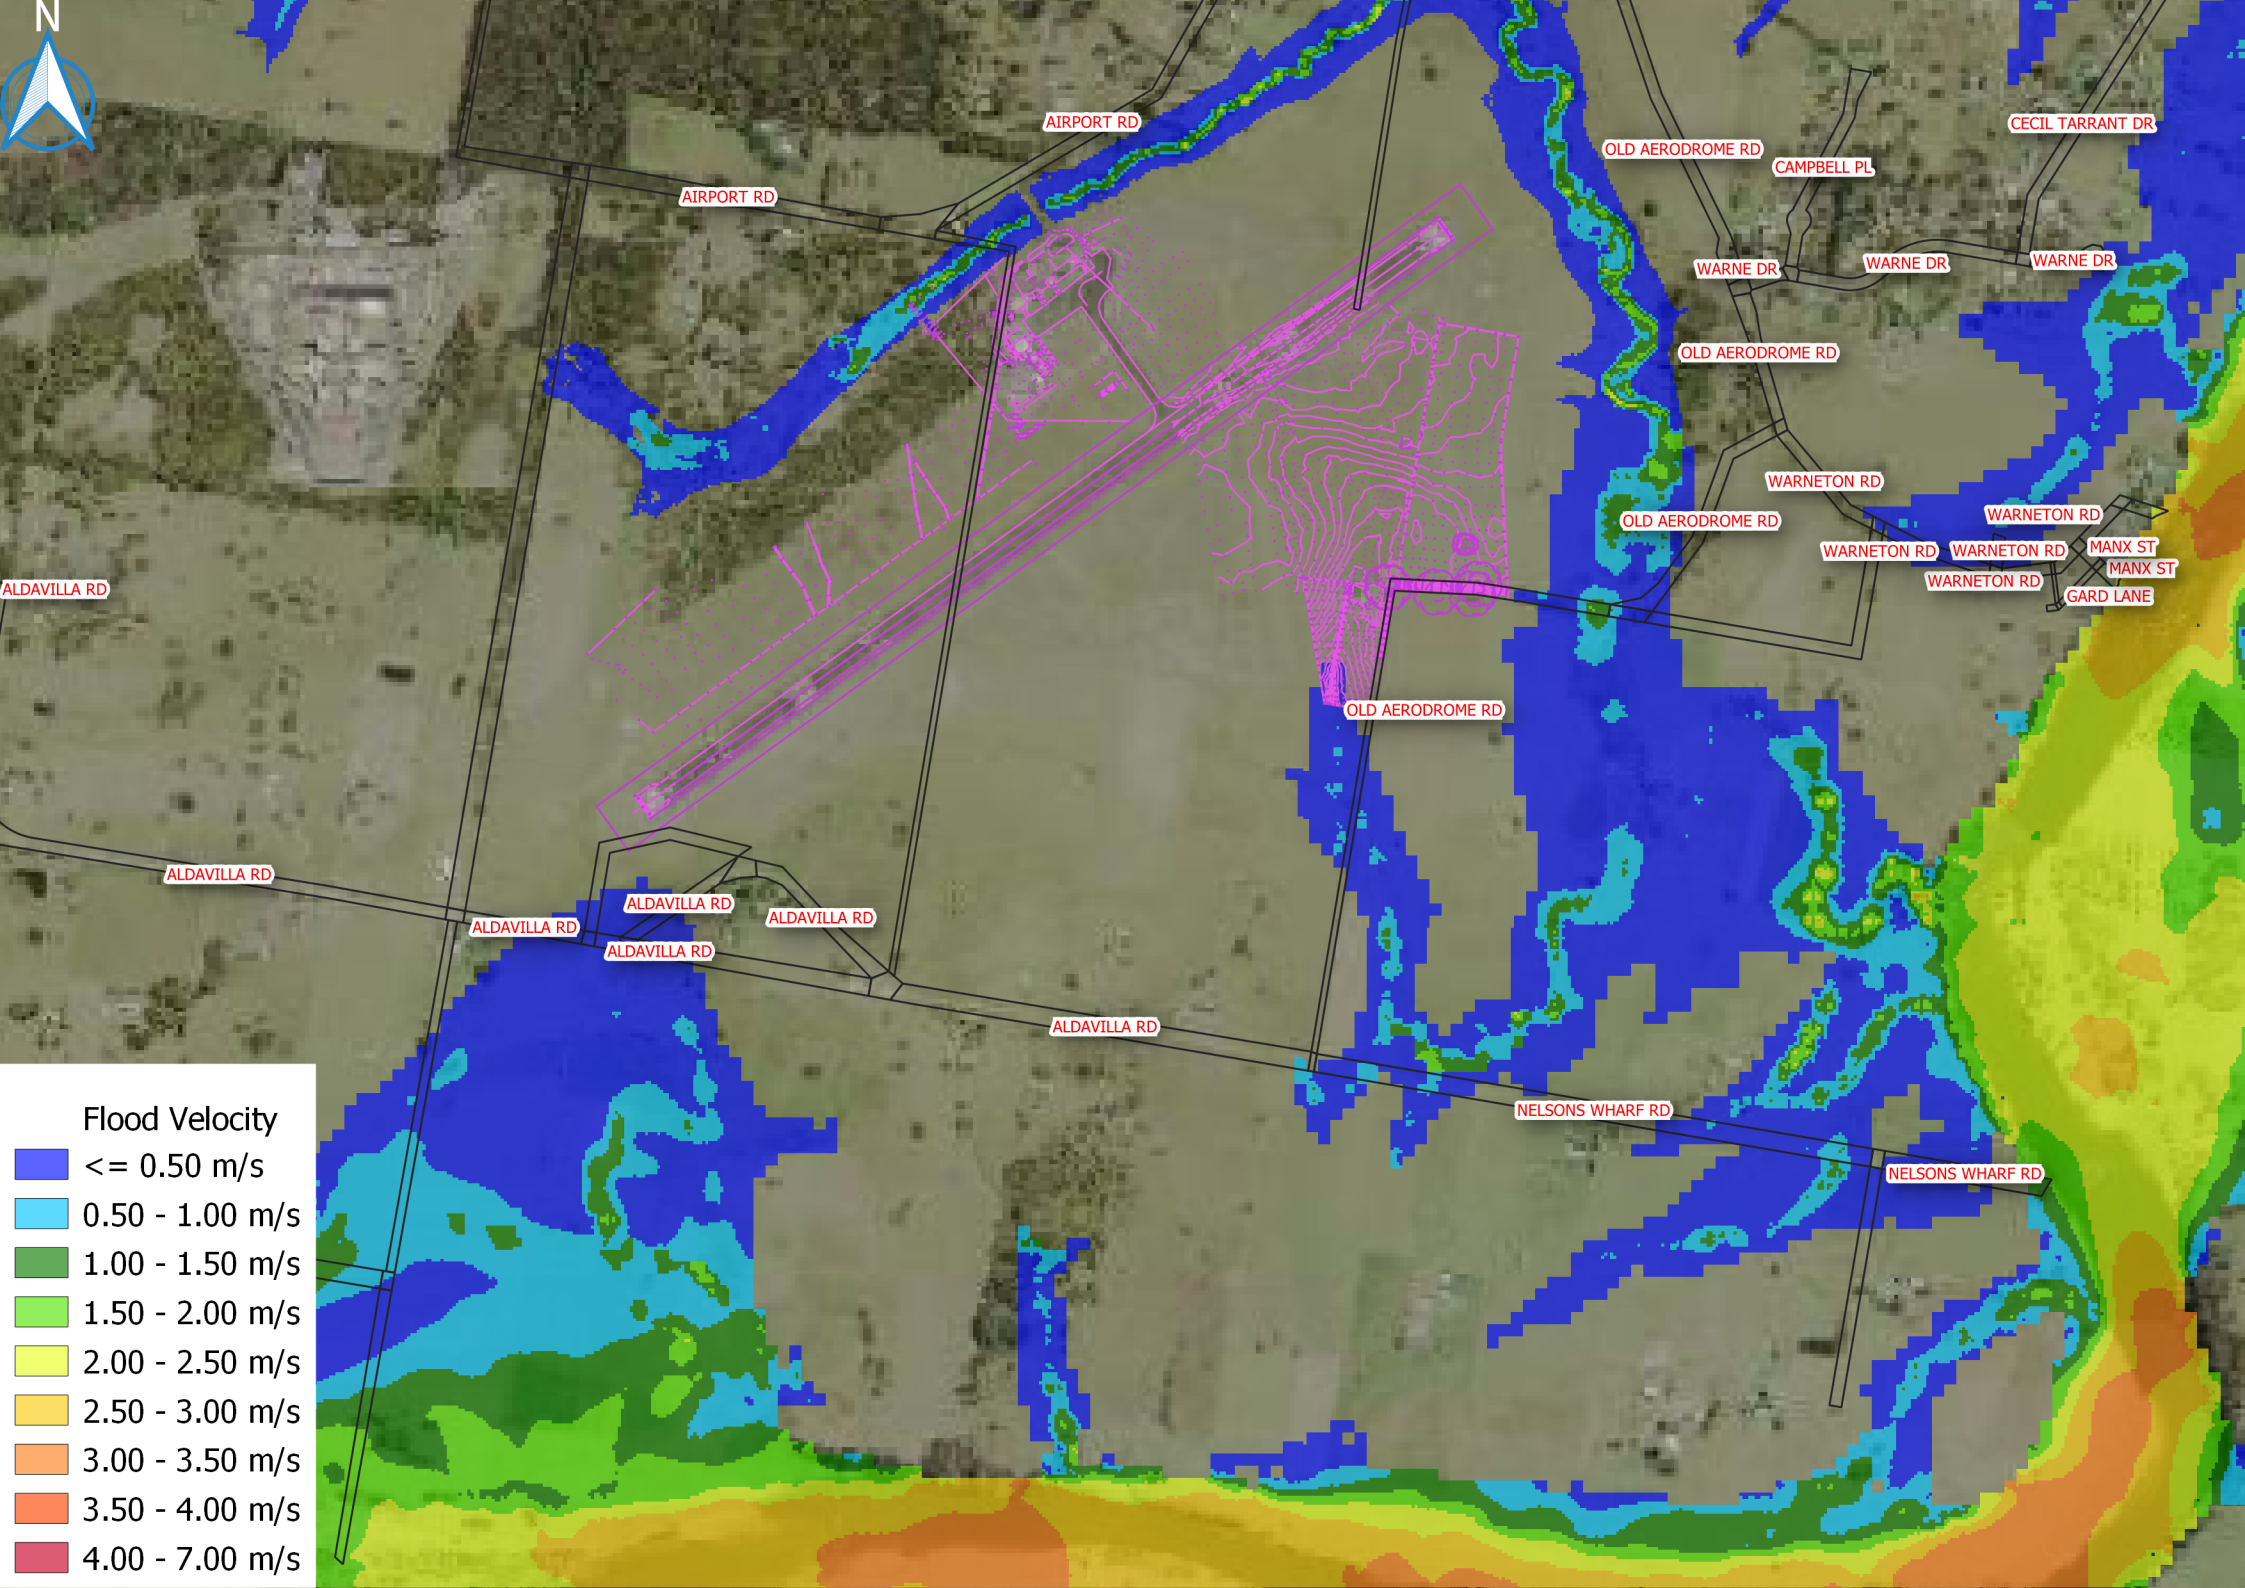 N
AIRPORT RD
CECIL TARRANT DR
OLD AERODROME RD
CAMPBELL PL
AIRPORT RD
WARNE DR
WARNE DR
WARNE DR
OLD AERODROME RD
WARNETON RD
WARNETON RD
OLD AERODROME RD
WARNETON RD
WARNETON RD
MANX ST
MANX ST
WARNETON RD
GARD LANE
ALDAVILLA RD
OLD AERODROME RD
ALDAVILLA RD
ALDAVILLA RD
ALDAVILLA RD
ALDAVILLA RD
ALDAVILLA RD
ALDAVILLA RD
NELSONS WHARF RD
NELSONS WHARF RD
Flood Velocity
<= 0.50 m/s
0.50 - 1.00 m/s
1.00 - 1.50 m/s
1.50 - 2.00 m/s
2.00 - 2.50 m/s
2.50 - 3.00 m/s
3.00 - 3.50 m/s
3.50 - 4.00 m/s
4.00 - 7.00 m/s